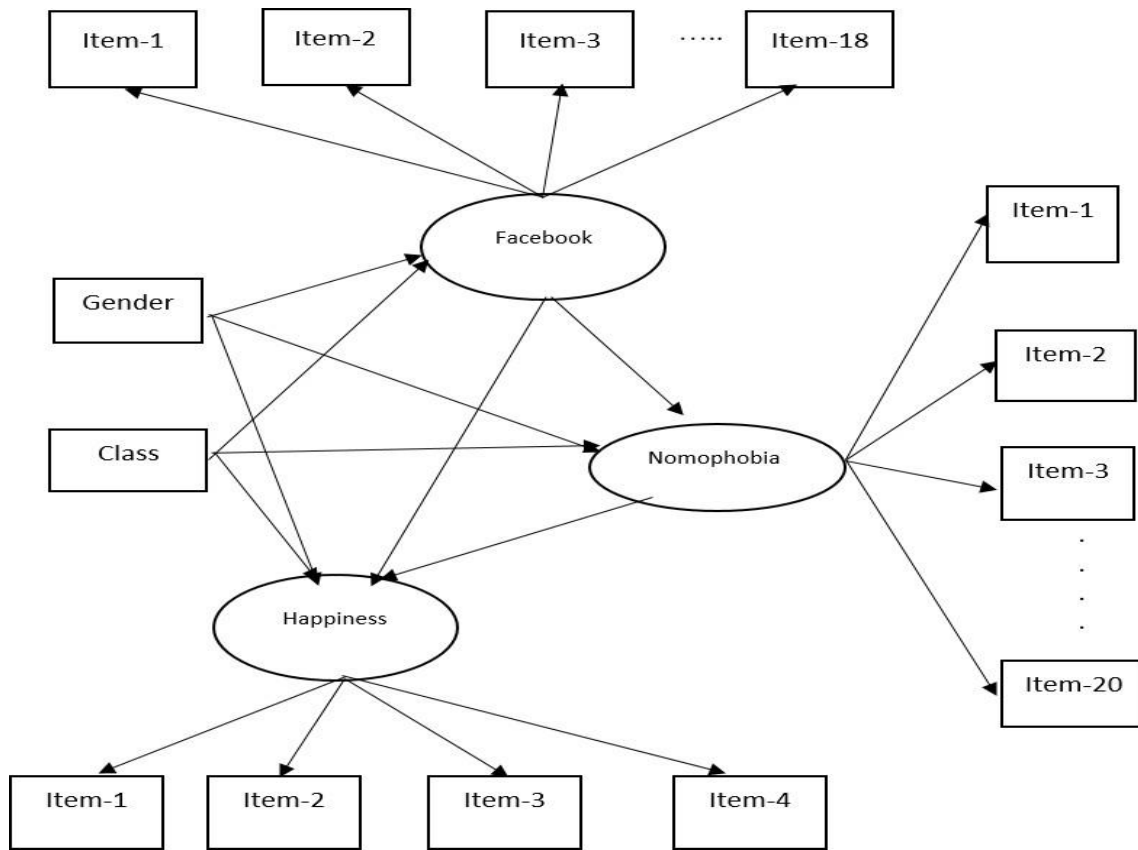 Item-1
Item-2
Item-3
.....
Item-18
Facebook
Item-1
Gender
Item-2
Class
Nomophobia
Item-3
.
.
.
.
Happiness
Item-20
Item-1
Item-2
Item-3
Item-4